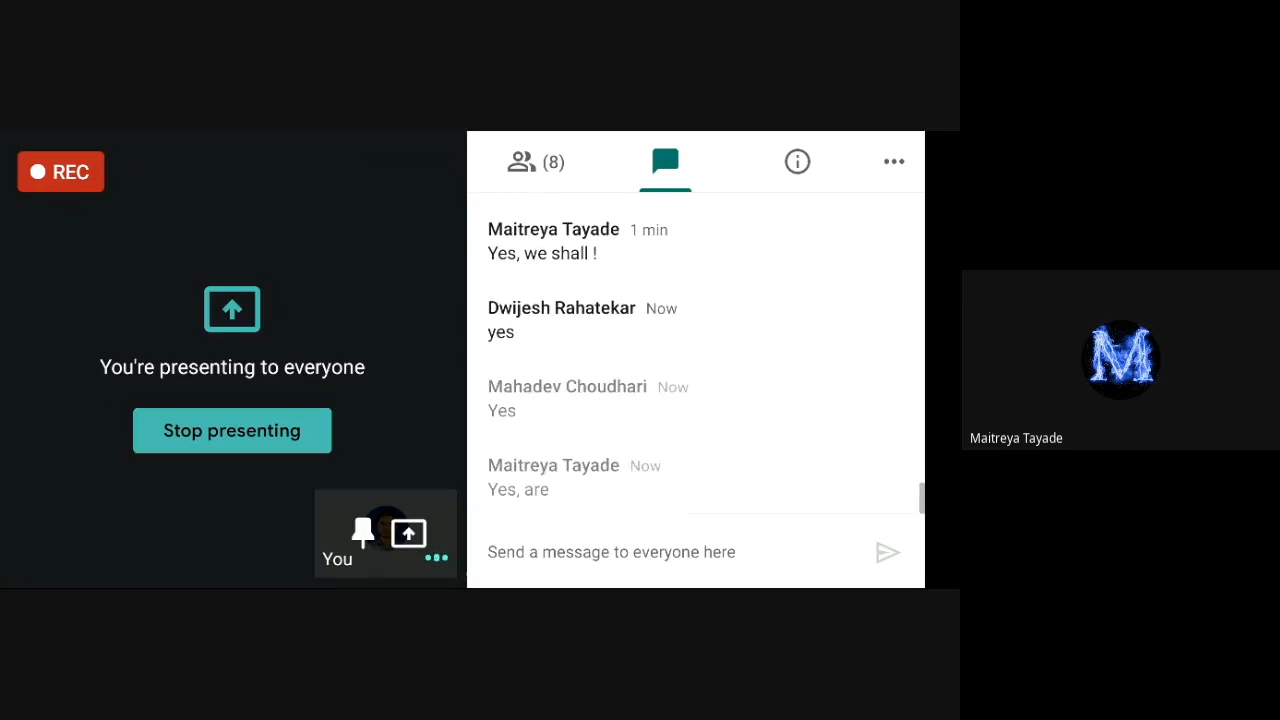 REC
You're presenting to everyone
Stop presenting
You
(8)
Maitreya Tayade 1 min
Yes, we shall !
Dwijesh Rahatekar Now
yes
Mahadev Choudhari Now
Yes
Maitreya Tayade Now
Yes, are
Send a message to everyone here
M
Maitreya Tayade